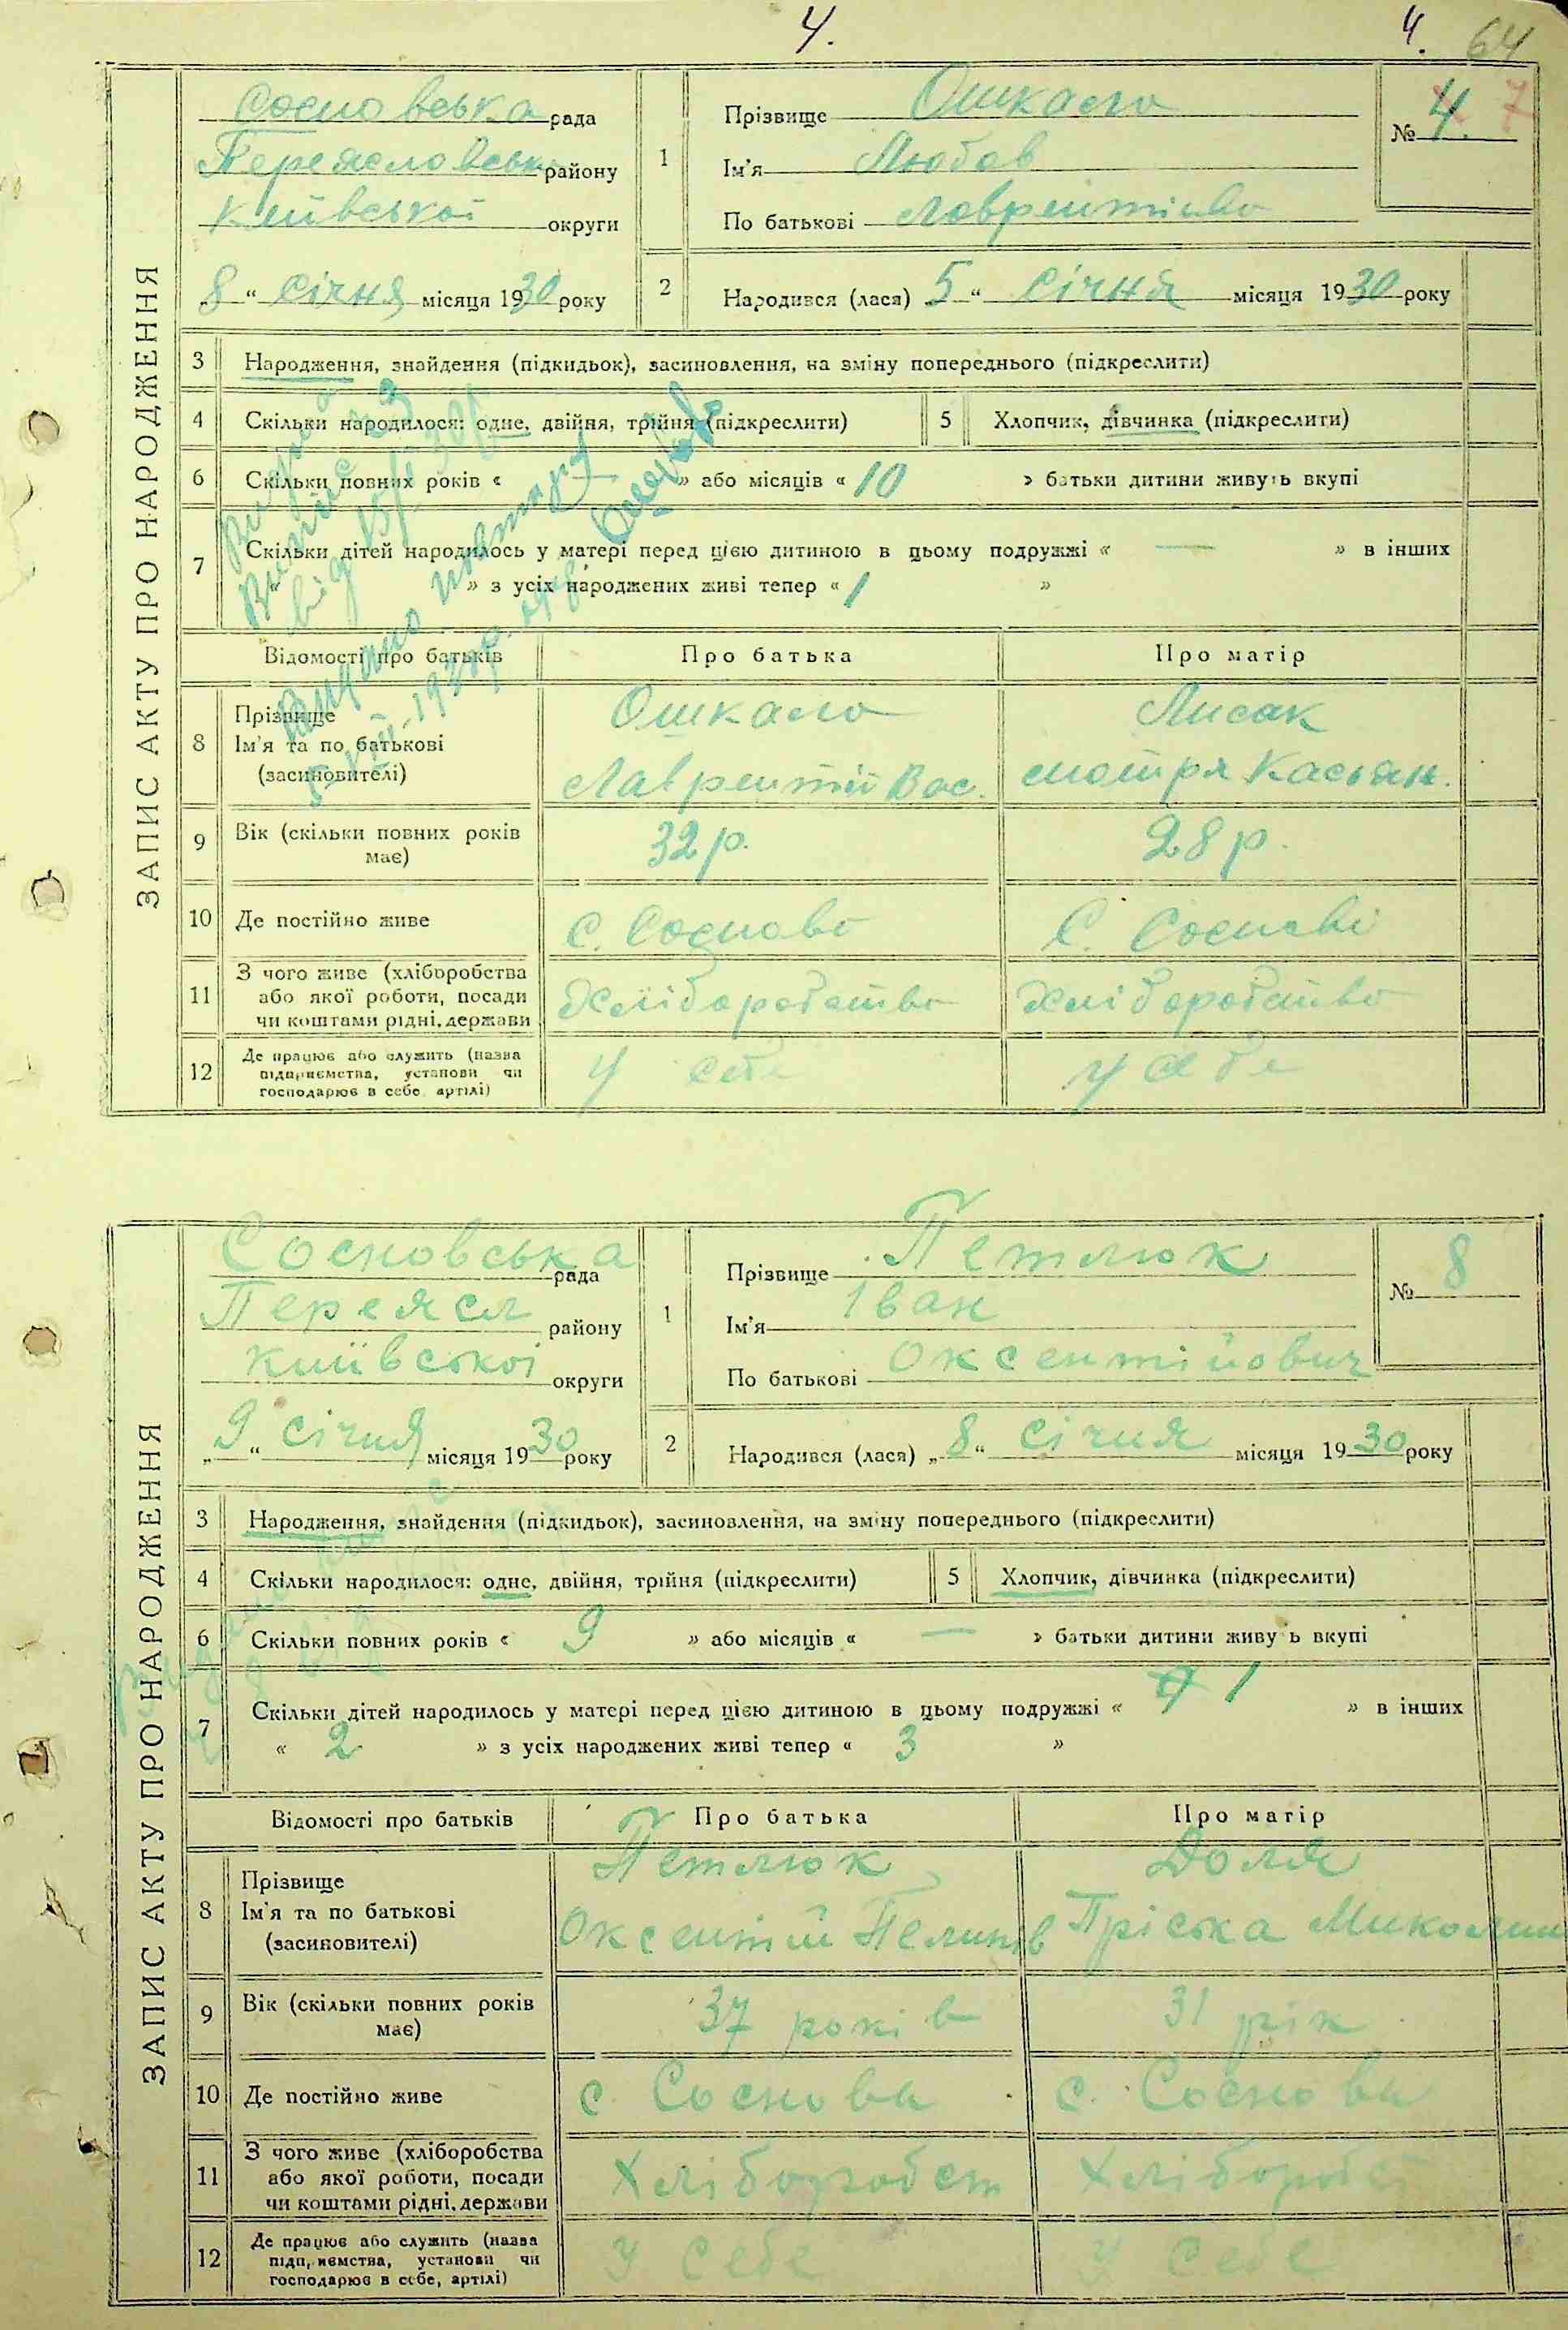 4.
4. 64
ЗАПИС АКТУ ПРО НАРОДЖЕННЯ
Сосновська рада
Переясловськ району
Київської округи
„8“ Січня місяця 1930 року
1
Прізвище Ошкало
Ім'я Любов
По батькові
№ 4. 7
2
Народився (лася) 5 “ Січня місяця 1930 року
3 Народження, знайдення (підкидьок), засиновлення, на зміну попереднього (підкреслити)
4 Скільки народилося: одне, двійня, трійня (підкреслити)
5 Хлопчик, дівчинка (підкреслити)
6 Скільки повних років « » або місяців « 10 » батьки дитини живуть вкупі
7 Скільки дітей народилось у матері перед цією дитиною в цьому подружжі « — » в інших
« » з усіх народжених живі тепер « 1 »
Відомості про батьків Про батька Про матір
8 Прізвище
Ім'я та по батькові
(засиновителі)
Ошкало
Лаврентій Вас.
Лисак
Мотря Касьян.
9 Вік (скільки повних років
має)
32 р.
28 р.
10 Де постійно живе
с. Соснова
С. Соснові
11 З чого живе (хліборобства
або якої роботи, посади
чи коштами рідні, держави
Хліборобство
Хліборобство
12 Де працює або служить (назва
підприємства, установи чи
господарює в себе, артілі)
у себе
у себе
ЗАПИС АКТУ ПРО НАРОДЖЕННЯ
Сосновська рада
Переясл району
Київської округи
„9“ Січня місяця 1930 року
1
Прізвище Петлюк
Ім'я Іван
По батькові Оксентійович
№ 8
2
Народився (лася) „8“ Січня місяця 1930 року
3 Народження, знайдення (підкидьок), засиновлення, на зміну попереднього (підкреслити)
4 Скільки народилося: одне, двійня, трійня (підкреслити)
5 Хлопчик, дівчинка (підкреслити)
6 Скільки повних років « 9 » або місяців « — » батьки дитини живуть вкупі
7 Скільки дітей народилось у матері перед цією дитиною в цьому подружжі « 1 » в інших
« 2 » з усіх народжених живі тепер « 3 »
Відомості про батьків Про батька Про матір
8 Прізвище
Ім'я та по батькові
(засиновителі)
Петлюк
Оксентій
Доля
Пріська Миколаш
9 Вік (скільки повних років
має)
37 років
31 рік
10 Де постійно живе
с. Соснова
с. Соснова
11 З чого живе (хліборобства
або якої роботи, посади
чи коштами рідні, держави
Хліборобст
Хлібороб
12 Де працює або служить (назва
підприємства, установи чи
господарює в себе, артілі)
у себе
у себе